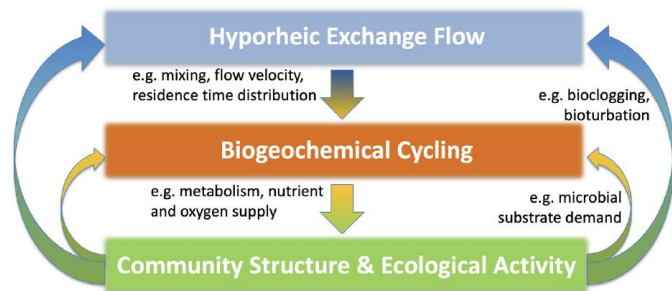 Hyporheic Exchange Flow
e.g. mixing, flow velocity,
residence time distribution
e.g. bioclogging,
bioturbation
Biogeochemical Cycling
e.g. metabolism, nutrient
and oxygen supply
e.g. microbial
substrate demand
Community Structure & Ecological Activity